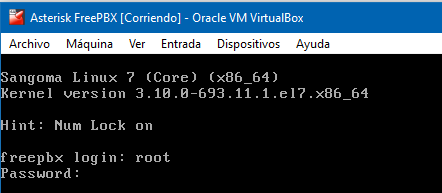 Asterisk FreePBX [Corriendo] - Oracle VM VirtualBox
Archivo Máquina Ver Entrada Dispositivos Ayuda
Sangoma Linux 7 (Core) (x86_64)
Kernel version 3.10.0-693.11.1.el7.x86_64
Hint: Num Lock on
freepbx login: root
Password: